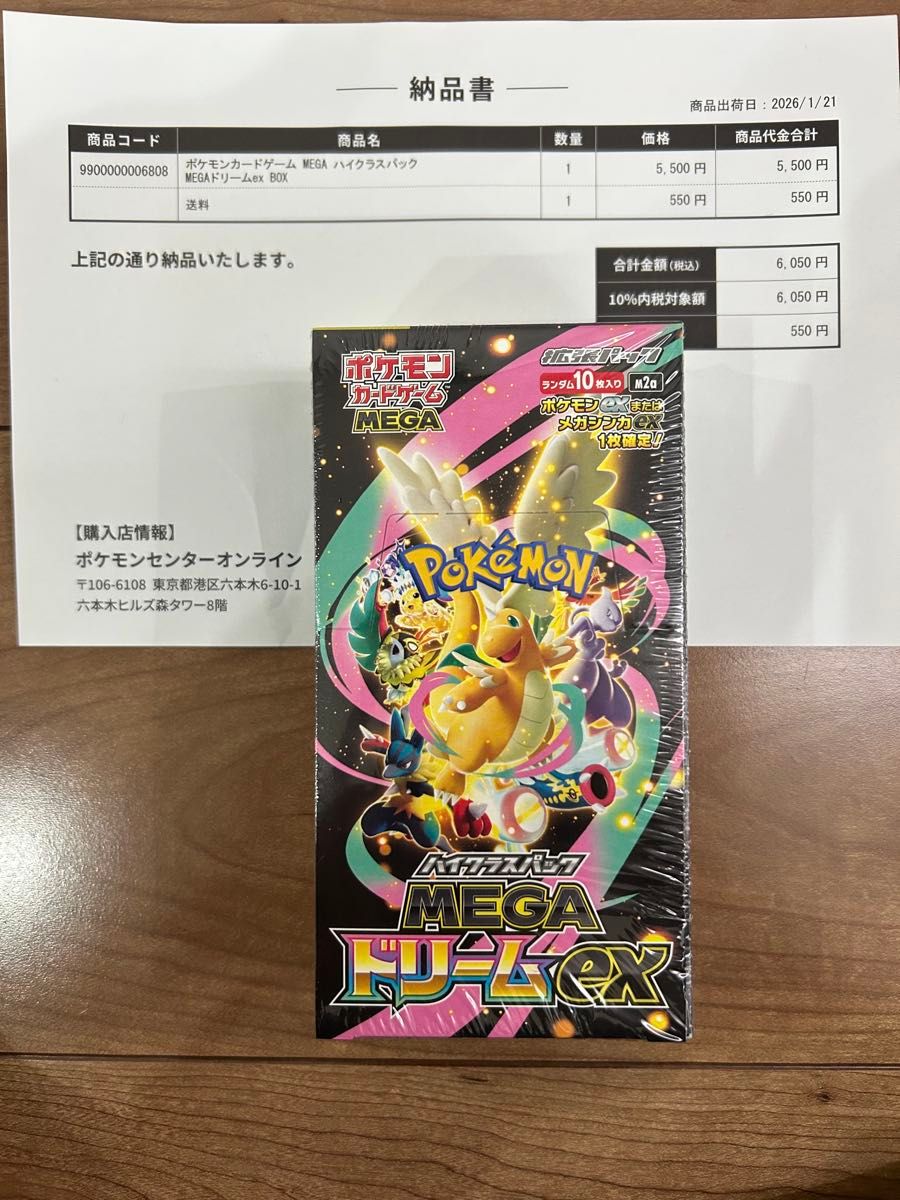 納品書
商品出荷日：2026/1/21
商品コード 商品名 数量 価格 商品代金合計
9900000006808 ポケモンカードゲーム MEGA ハイクラスパック 1 5,500 円 5,500 円
MEGAドリームex BOX
送料 1 550 円 550 円
上記の通り納品いたします。
合計金額(税込) 6,050 円
10%内税対象額 6,050 円
550 円
【購入店情報】
ポケモンセンターオンライン
〒106-6108 東京都港区六本木6-10-1
六本木ヒルズ森タワー8階
ポケモン
カードゲーム
MEGA
拡張パック
ランダム10枚入り M2a
ポケモンexまたは
メガシンカex
1枚確定!
POKéMON
ハイクラスパック
MEGA
ドリームex